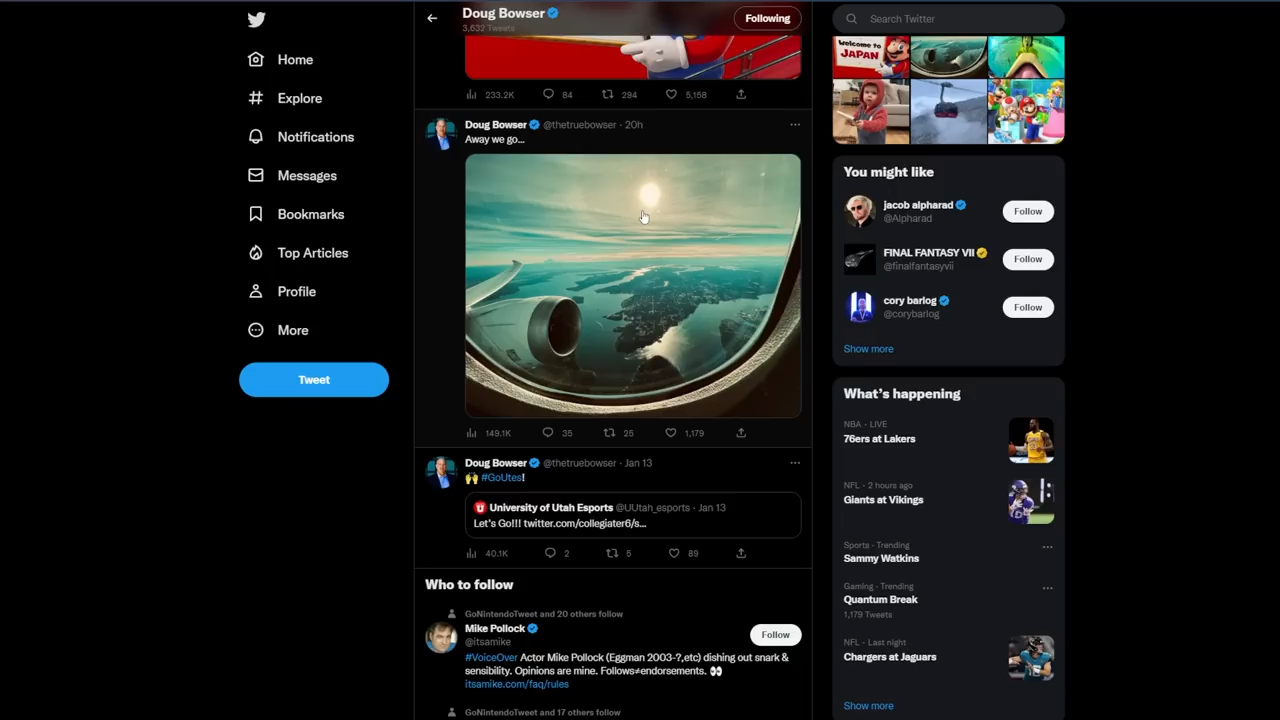 Home
Explore
Notifications
Messages
Bookmarks
Top Articles
Profile
More
Tweet
Doug Bowser
3,632 Tweets
Following
233.2K 84 294 5,158
Doug Bowser @thetruebowser · 20h
Away we go...
149.1K 35 25 1,179
Doug Bowser @thetruebowser · Jan 13
🙌 #GoUtes!
University of Utah Esports @UUtah_esports · Jan 13
Let's Go!!! twitter.com/collegiater6/s...
40.1K 2 5 89
Who to follow
GoNintendoTweet and 20 others follow
Mike Pollock
@itsamike
Follow
#VoiceOver Actor Mike Pollock (Eggman 2003-?,etc) dishing out snark &
sensibility. Opinions are mine. Follows≠endorsements. 👀
itsamike.com/faq/rules
GoNintendoTweet and 17 others follow
Search Twitter
Welcome to
JAPAN
You might like
jacob alpharad
@Alpharad
Follow
FINAL FANTASY VII
@finalfantasyvii
Follow
cory barlog
@corybarlog
Follow
Show more
What's happening
NBA · LIVE
76ers at Lakers
NFL · 2 hours ago
Giants at Vikings
Sports · Trending
Sammy Watkins
Gaming · Trending
Quantum Break
1,179 Tweets
NFL · Last night
Chargers at Jaguars
Show more